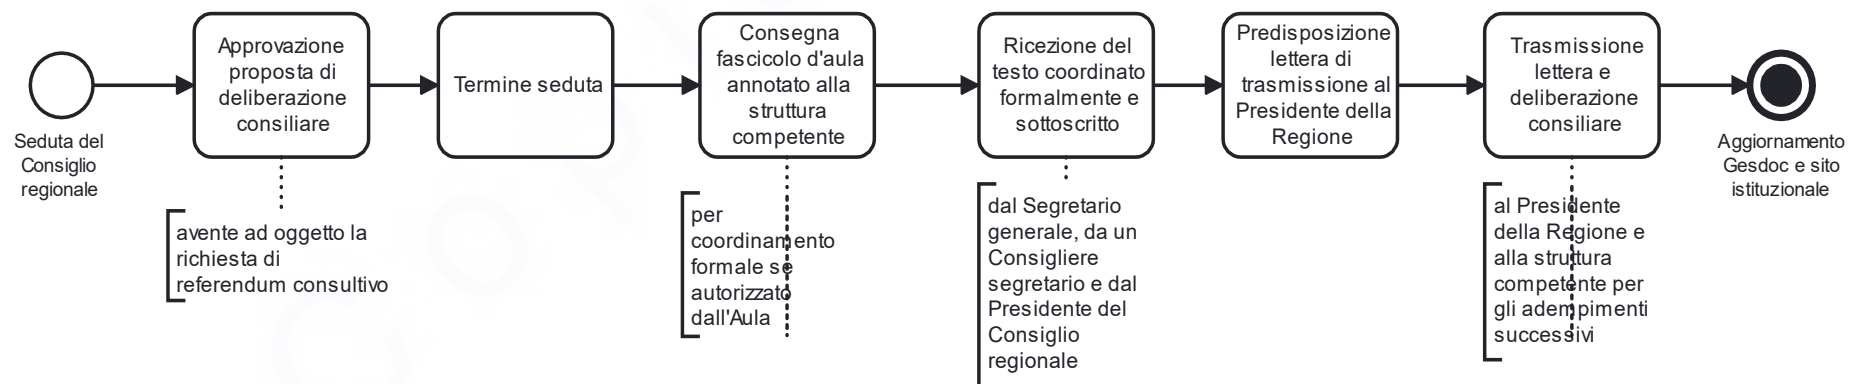 Seduta del
Consiglio
regionale
Approvazione
proposta di
deliberazione
consiliare
avente ad oggetto la
richiesta di
referendum consultivo
Termine seduta
Consegna
fascicolo d'aula
annotato alla
struttura
competente
per
coordinamento
formale se
autorizzato
dall'Aula
Ricezione del
testo coordinato
formalmente e
sottoscritto
dal Segretario
generale, da un
Consigliere
segretario e dal
Presidente del
Consiglio
regionale
Predisposizione
lettera di
trasmissione al
Presidente della
Regione
Trasmissione
lettera e
deliberazione
consiliare
al Presidente
della Regione e
alla struttura
competente per
gli adempimenti
successivi
Aggiornamento
Gesdoc e sito
istituzionale